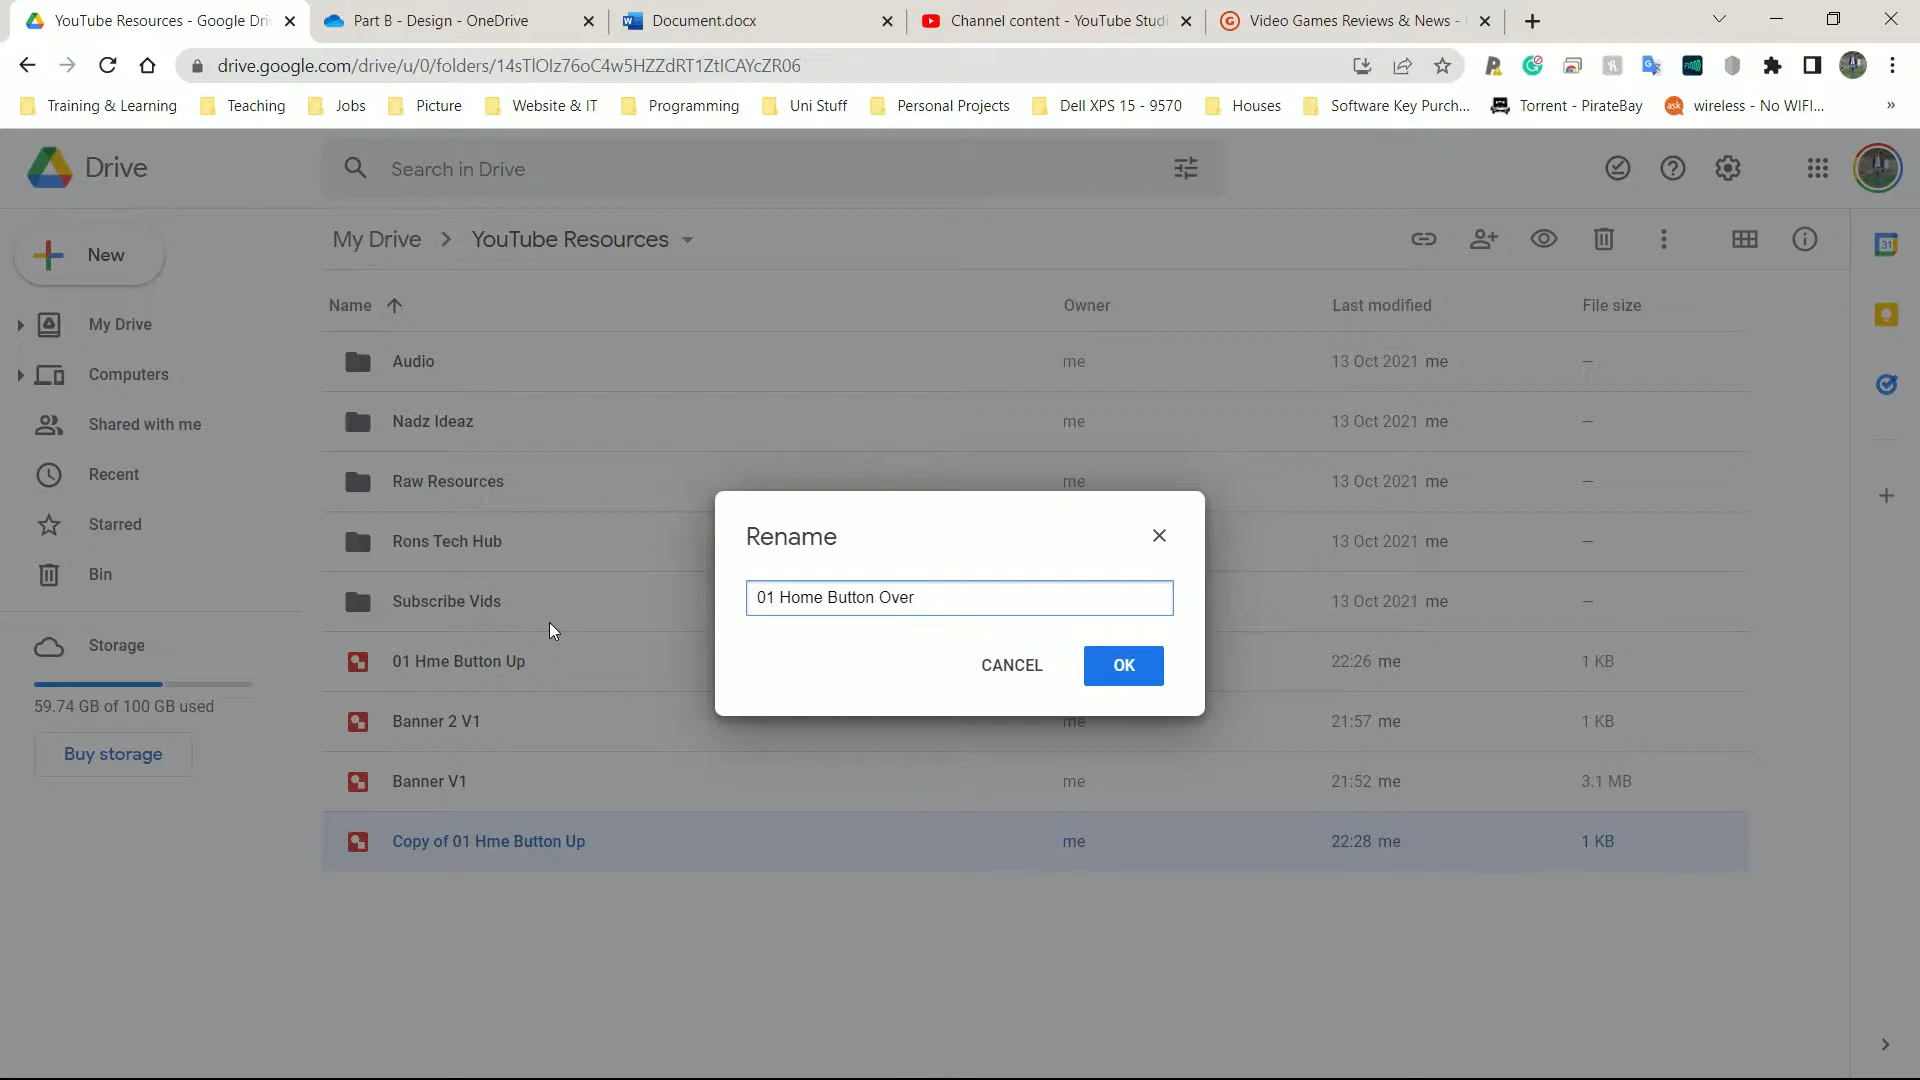 YouTube Resources - Google Dri
Part B - Design - OneDrive
Document.docx
Channel content - YouTube Studi
Video Games Reviews & News -
drive.google.com/drive/u/0/folders/14sTlOIz76oC4w5HZZdRT1ZtICAYcZR06
Training & Learning
Teaching
Jobs
Picture
Website & IT
Programming
Uni Stuff
Personal Projects
Dell XPS 15 - 9570
Houses
Software Key Purch...
Torrent - PirateBay
ask
wireless - No WIFI...
»
Drive
Search in Drive
New
My Drive > YouTube Resources
Name
Owner
Last modified
File size
My Drive
Computers
Shared with me
Recent
Starred
Bin
Storage
59.74 GB of 100 GB used
Buy storage
Audio me 13 Oct 2021 me —
Nadz Ideaz me 13 Oct 2021 me —
Raw Resources me 13 Oct 2021 me —
Rons Tech Hub 13 Oct 2021 me —
Subscribe Vids 13 Oct 2021 me —
01 Hme Button Up 22:26 me 1 KB
Banner 2 V1 me 21:57 me 1 KB
Banner V1 me 21:52 me 3.1 MB
Copy of 01 Hme Button Up me 22:28 me 1 KB
Rename
01 Home Button Over
CANCEL
OK
31